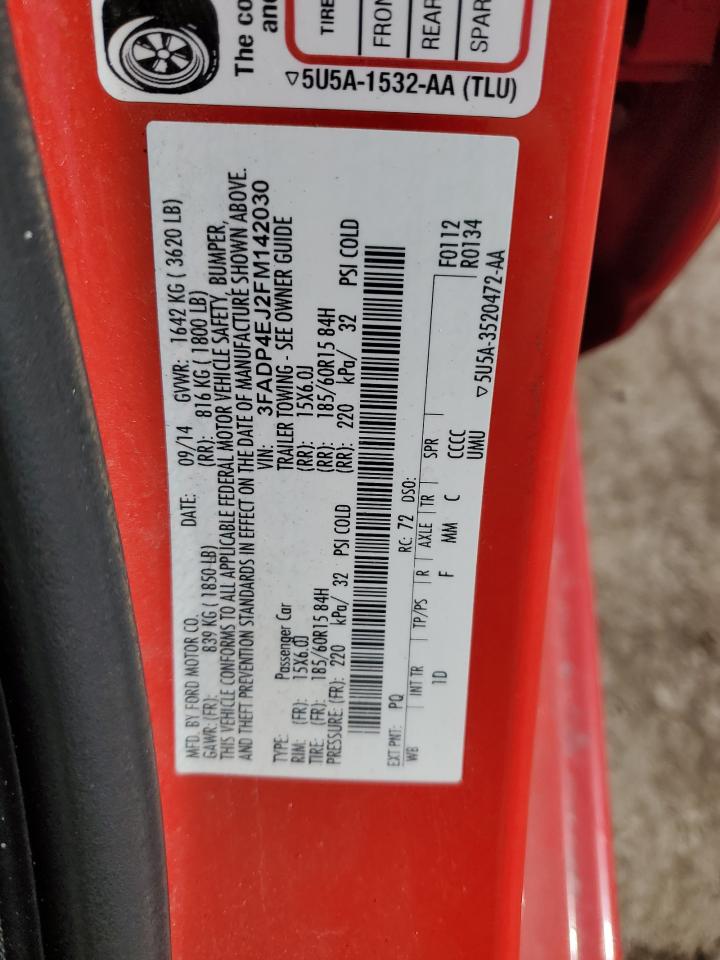 The co
and
TIRE
FRON
REAR
SPAR
▽5U5A-1532-AA (TLU)
MFD. BY FORD MOTOR CO. DATE: 09/14 GVWR: 1642 KG ( 3620 LB)
GAWR:(FR): 839 KG ( 1850 LB) (RR): 816 KG ( 1800 LB)
THIS VEHICLE CONFORMS TO ALL APPLICABLE FEDERAL MOTOR VEHICLE SAFETY, BUMPER,
AND THEFT PREVENTION STANDARDS IN EFFECT ON THE DATE OF MANUFACTURE SHOWN ABOVE.
VIN: 3FADP4EJ2FM142030
TYPE: Passenger Car TRAILER TOWING - SEE OWNER GUIDE
RIM: (FR): 15X6.0J (RR): 15X6.0J
TIRE: (FR): 185/60R15 84H (RR): 185/60R15 84H
PRESSURE: (FR): 220 kPa/ 32 PSI COLD (RR): 220 kPa/ 32 PSI COLD
EXT PNT: PQ RC: 72 DSO: F0112
WB INT TR TP/PS R AXLE TR SPR R0134
1D F MM C CCCC
UMU ▽5U5A-3520472-AA